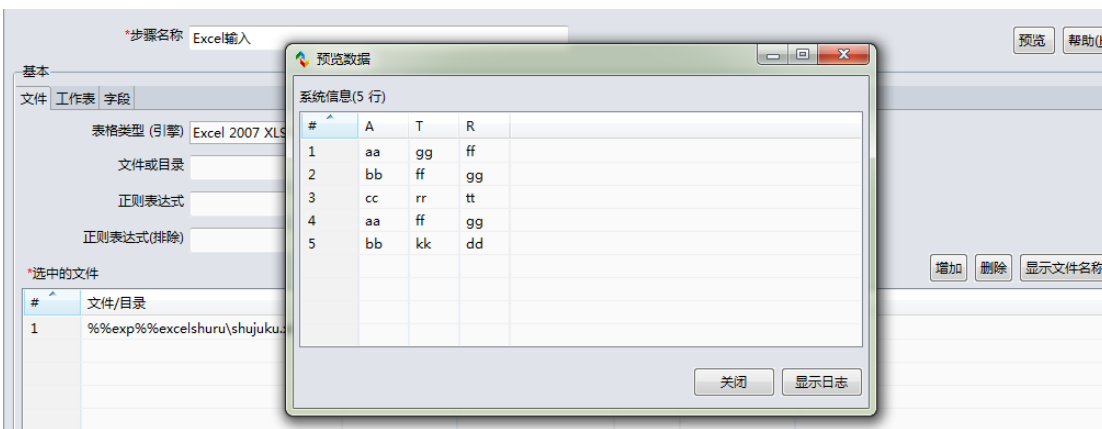 *步骤名称 Excel输入 预览 帮助(
预览数据
基本
系统信息(5 行)
文件 工作表 字段
# A T R
表格类型 (引擎) Excel 2007 XLS
1 aa gg ff
文件或目录
2 bb ff gg
正则表达式
3 cc rr tt
4 aa ff gg
正则表达式(排除)
5 bb kk dd
*选中的文件 增加 删除 显示文件名称
# 文件/目录
1 %%exp%%excelshuru\shujuku.
关闭 显示日志